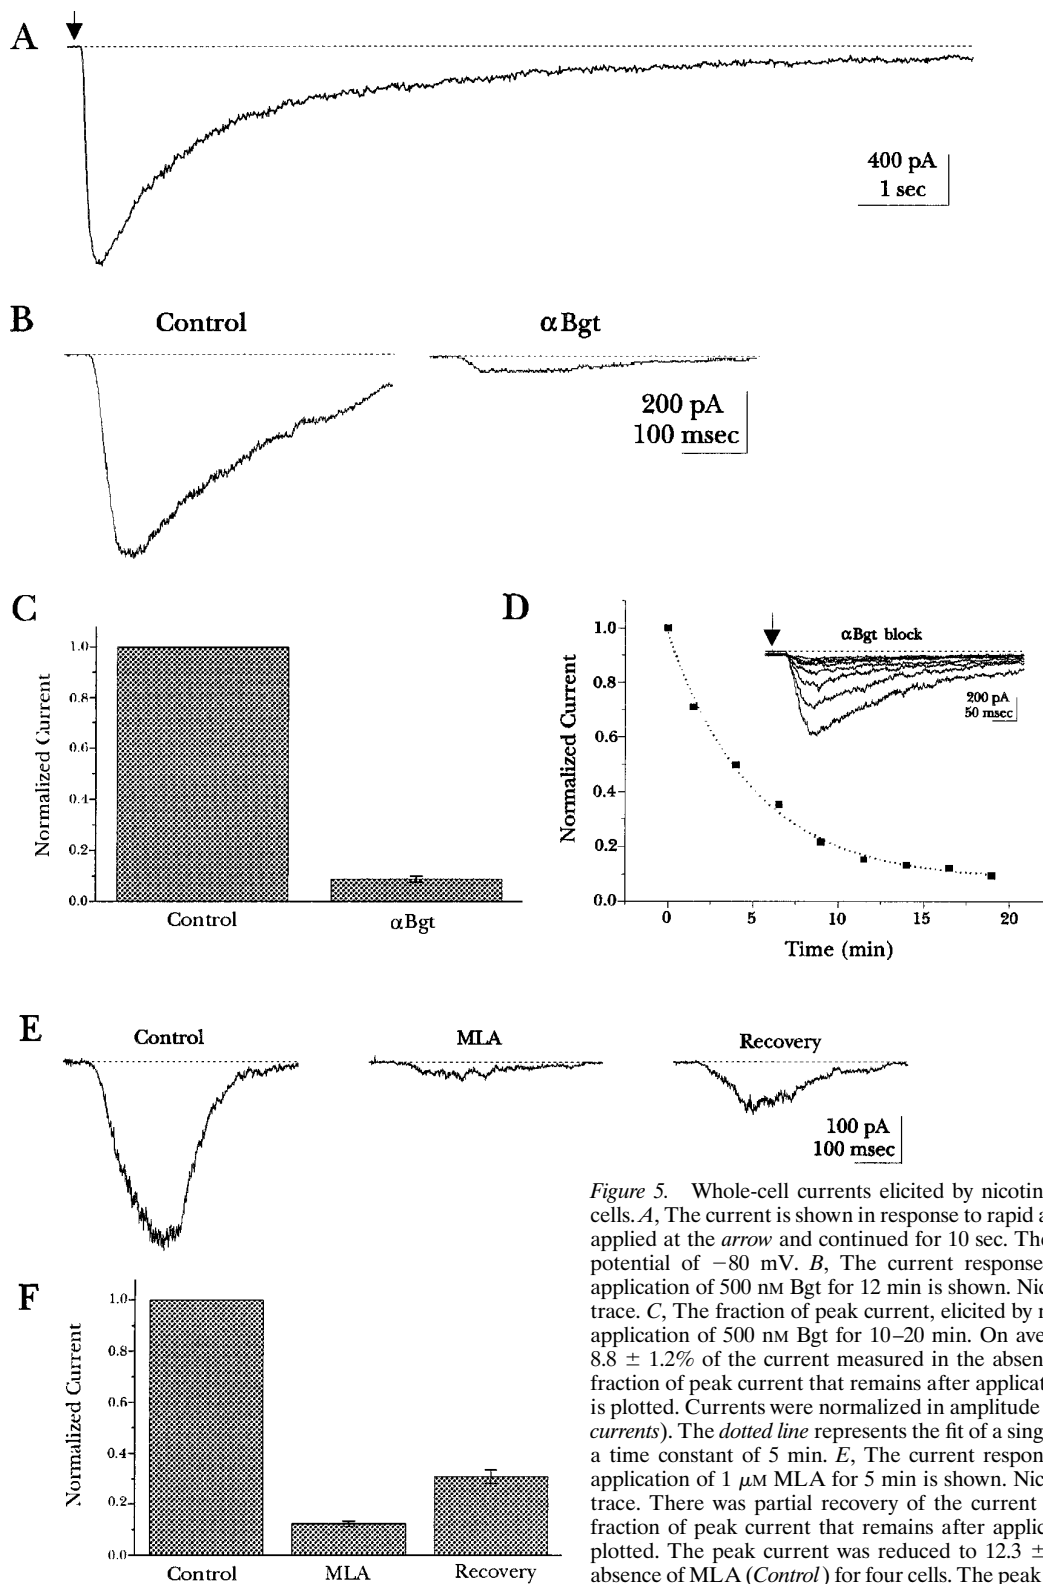 A
400 pA
1 sec
B
Control
αBgt
200 pA
100 msec
C
Normalized Current
1.0
0.8
0.6
0.4
0.2
0.0
Control
αBgt
D
Normalized Current
1.0
0.8
0.6
0.4
0.2
0.0
αBgt block
200 pA
50 msec
0
5
10
15
20
Time (min)
E
Control
MLA
Recovery
100 pA
100 msec
F
Normalized Current
1.0
0.8
0.6
0.4
0.2
0.0
Control
MLA
Recovery
Figure 5. Whole-cell currents elicited by nicotin
cells. A, The current is shown in response to rapid a
applied at the arrow and continued for 10 sec. The
potential of −80 mV. B, The current response
application of 500 nM Bgt for 12 min is shown. Nic
trace. C, The fraction of peak current, elicited by n
application of 500 nM Bgt for 10–20 min. On ave
8.8 ± 1.2% of the current measured in the absen
fraction of peak current that remains after applicat
is plotted. Currents were normalized in amplitude
currents). The dotted line represents the fit of a sing
a time constant of 5 min. E, The current respon
application of 1 μM MLA for 5 min is shown. Nic
trace. There was partial recovery of the current
fraction of peak current that remains after applic
plotted. The peak current was reduced to 12.3 ±
absence of MLA (Control) for four cells. The peak